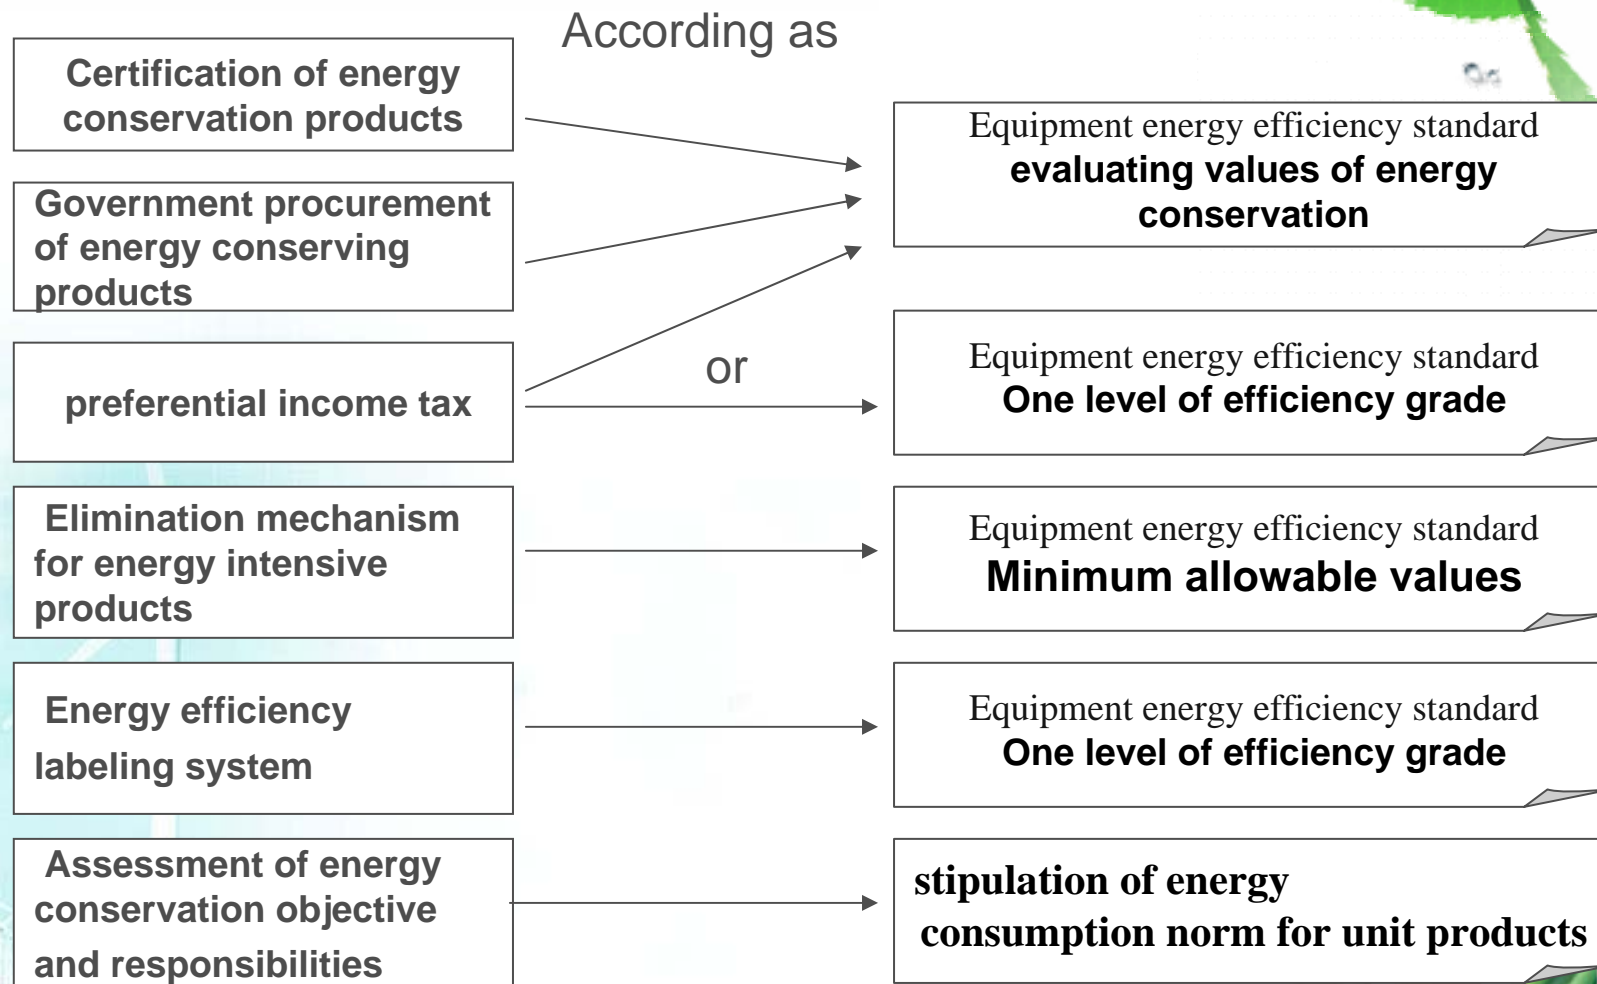 According as
Certification of energy
conservation products
Government procurement
of energy conserving
products
preferential income tax
Elimination mechanism
for energy intensive
products
Energy efficiency
labeling system
Assessment of energy
conservation objective
and responsibilities
or
Equipment energy efficiency standard
evaluating values of energy
conservation
Equipment energy efficiency standard
One level of efficiency grade
Equipment energy efficiency standard
Minimum allowable values
Equipment energy efficiency standard
One level of efficiency grade
stipulation of energy
consumption norm for unit products